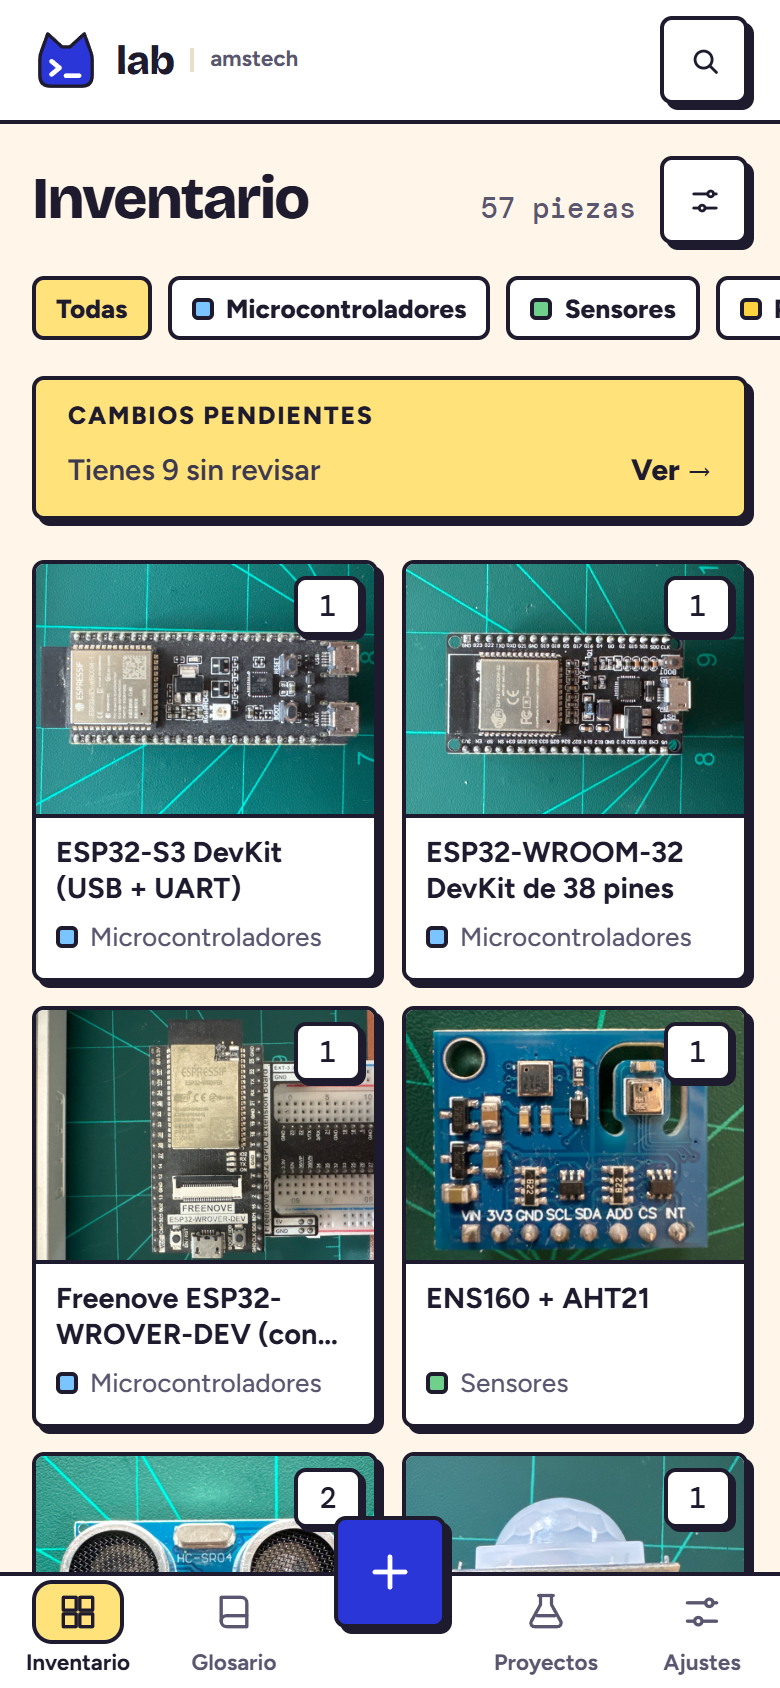 lab
amstech
Inventario
57 piezas
Todas
Microcontroladores
Sensores
CAMBIOS PENDIENTES
Tienes 9 sin revisar
Ver →
1
1
ESP32-S3 DevKit
(USB + UART)
Microcontroladores
ESP32-WROOM-32
DevKit de 38 pines
Microcontroladores
1
FREENOVE
ESP32-WROVER-DEV
1
VIN 3V3 GND SCL SDA ADD CS INT
Freenove ESP32-
WROVER-DEV (con...
Microcontroladores
ENS160 + AHT21
Sensores
2
HC-SR04
1
Inventario
Glosario
Proyectos
Ajustes